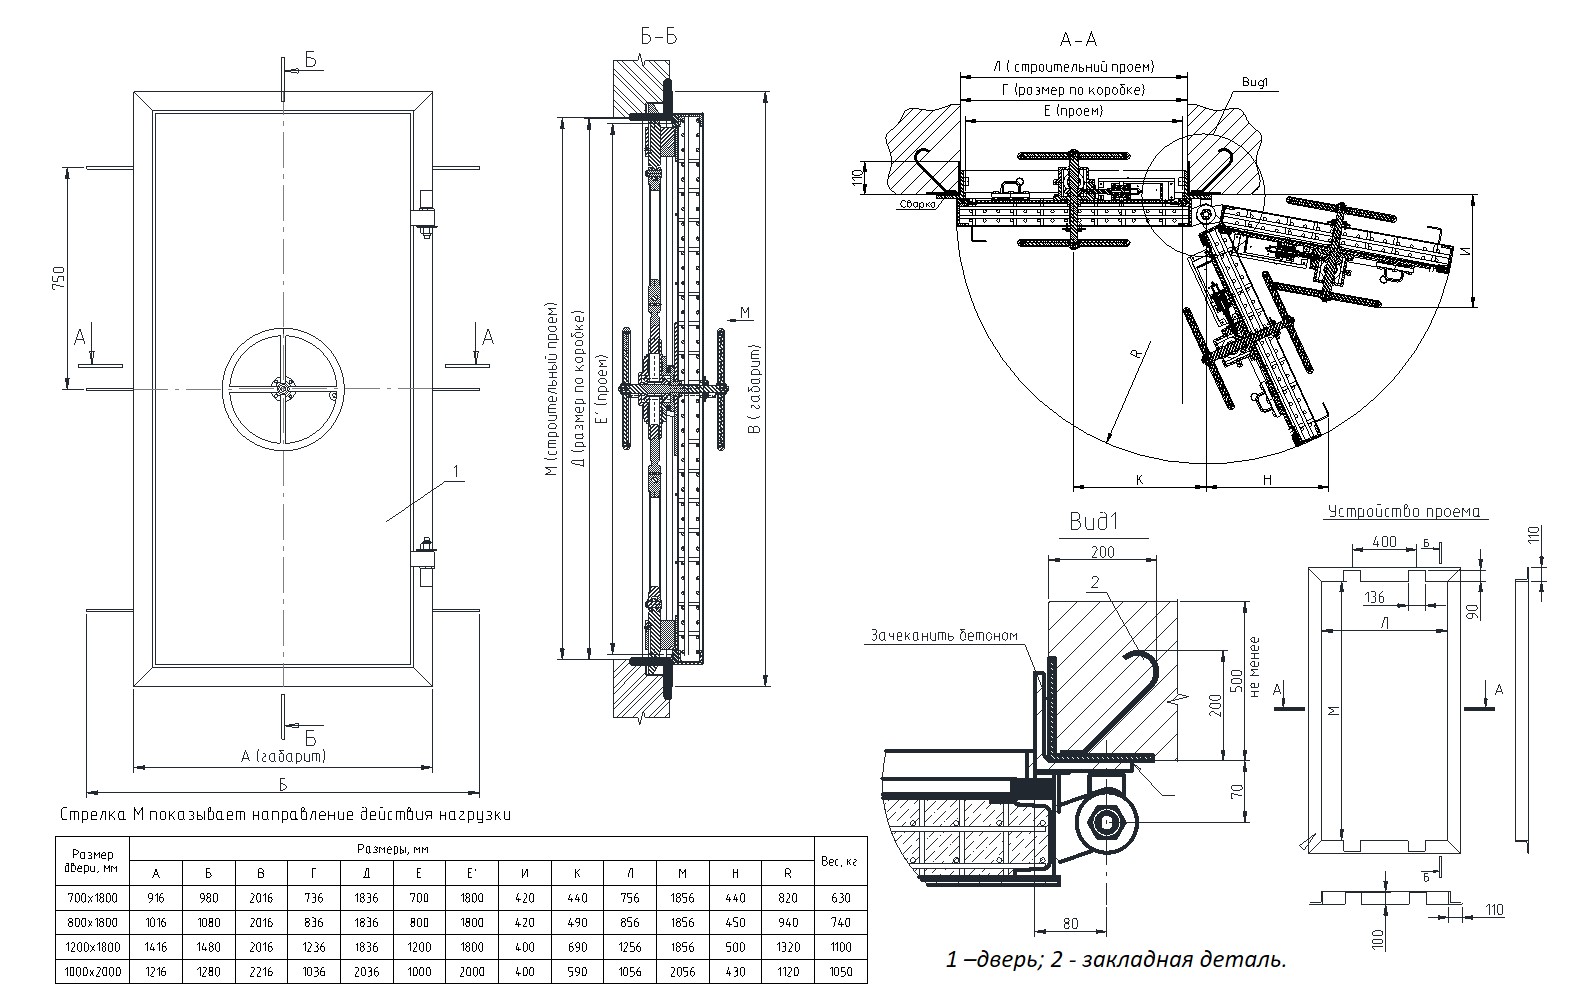 Б
Б-Б
А-А
Л ( строительний проем)
Г (размер по коробке)
Е (проем)
Вид1
110
Сварка
И
R
К
Н
750
А
А
1
М
М (строительный проем)
Д (размер по коробке)
Е' (проем)
В ( габарит)
Б
А (габарит)
Б
Вид1
200
2
Зачеканить бетоном
200
500
не менее
70
80
Устройство проема
400
Б
110
136
90
Л
А
А
М
Б
100
110
Стрелка М показывает направление действия нагрузки
Размер двери, мм
Размеры, мм
Вес, кг
А Б В Г Д Е Е' И К Л М Н R
700х1800 916 980 2016 736 1836 700 1800 420 440 756 1856 440 820 630
800х1800 1016 1080 2016 836 1836 800 1800 420 490 856 1856 450 940 740
1200х1800 1416 1480 2016 1236 1836 1200 1800 400 690 1256 1856 500 1320 1100
1000х2000 1216 1280 2216 1036 2036 1000 2000 400 590 1056 2056 430 1120 1050
1 –дверь; 2 - закладная деталь.